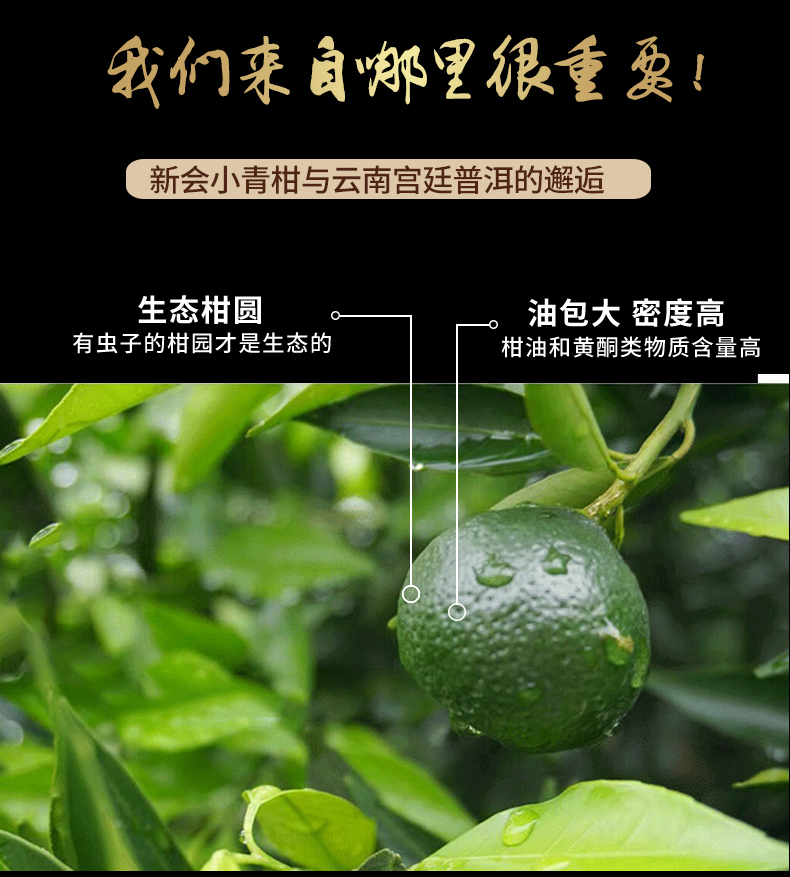 我们来自哪里很重要!
新会小青柑与云南宫廷普洱的邂逅
生态柑圆
有虫子的柑园才是生态的
油包大 密度高
柑油和黄酮类物质含量高